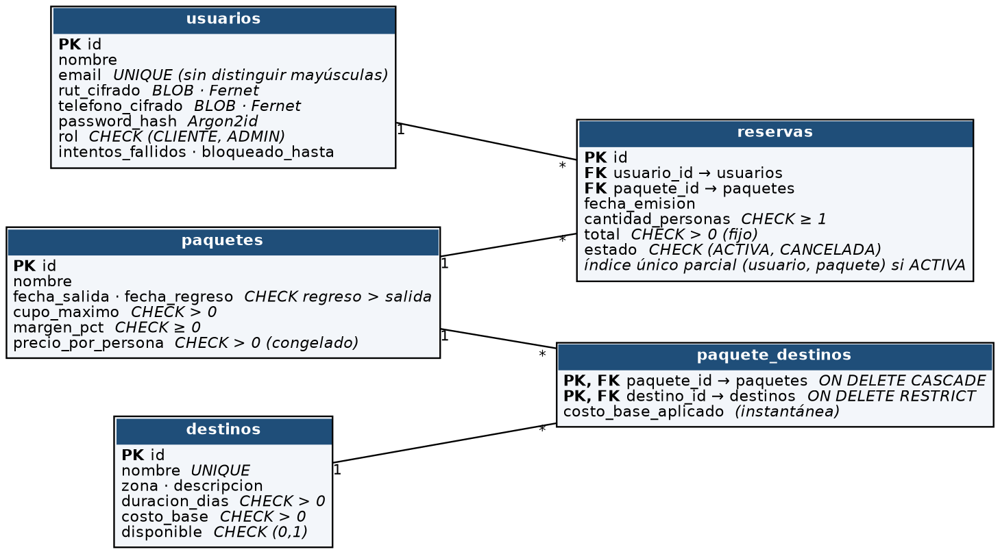 usuarios
PK id
nombre
email UNIQUE (sin distinguir mayúsculas)
rut_cifrado BLOB · Fernet
telefono_cifrado BLOB · Fernet
password_hash Argon2id
rol CHECK (CLIENTE, ADMIN)
intentos_fallidos · bloqueado_hasta
1
*
reservas
PK id
FK usuario_id → usuarios
FK paquete_id → paquetes
fecha_emision
cantidad_personas CHECK ≥ 1
total CHECK > 0 (fijo)
estado CHECK (ACTIVA, CANCELADA)
índice único parcial (usuario, paquete) si ACTIVA
paquetes
PK id
nombre
fecha_salida · fecha_regreso CHECK regreso > salida
cupo_maximo CHECK > 0
margen_pct CHECK ≥ 0
precio_por_persona CHECK > 0 (congelado)
1
*
1
*
paquete_destinos
PK, FK paquete_id → paquetes ON DELETE CASCADE
PK, FK destino_id → destinos ON DELETE RESTRICT
costo_base_aplicado (instantánea)
destinos
PK id
nombre UNIQUE
zona · descripcion
duracion_dias CHECK > 0
costo_base CHECK > 0
disponible CHECK (0,1)
1
*